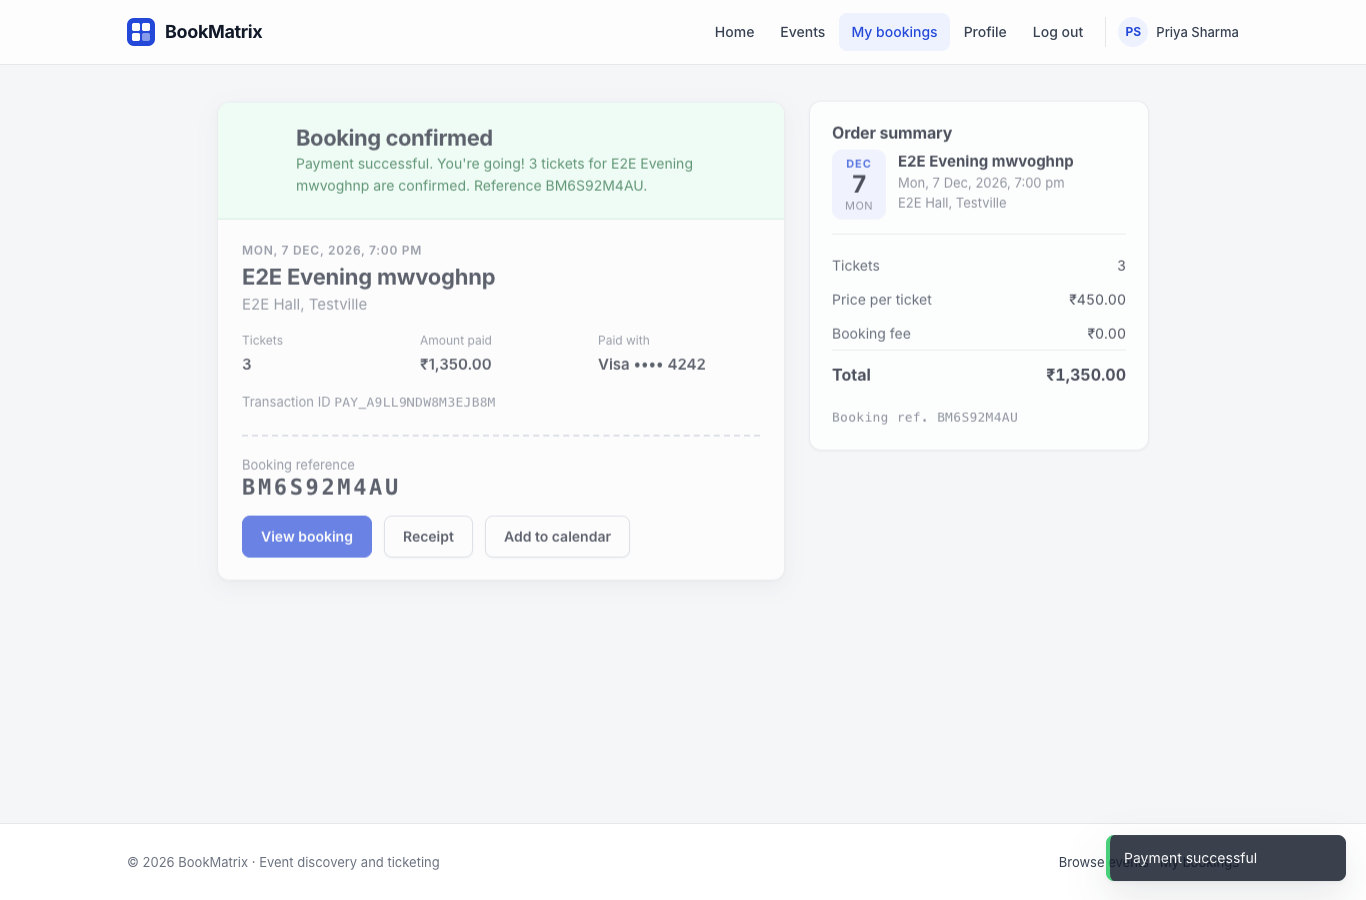 BookMatrix
Home
Events
My bookings
Profile
Log out
PS
Priya Sharma
Booking confirmed
Payment successful. You're going! 3 tickets for E2E Evening
mwvoghnp are confirmed. Reference BM6S92M4AU.
MON, 7 DEC, 2026, 7:00 PM
E2E Evening mwvoghnp
E2E Hall, Testville
Tickets
3
Amount paid
₹1,350.00
Paid with
Visa •••• 4242
Transaction ID PAY_A9LL9NDW8M3EJB8M
Booking reference
BM6S92M4AU
View booking
Receipt
Add to calendar
Order summary
DEC
7
MON
E2E Evening mwvoghnp
Mon, 7 Dec, 2026, 7:00 pm
E2E Hall, Testville
Tickets 3
Price per ticket ₹450.00
Booking fee ₹0.00
Total ₹1,350.00
Booking ref. BM6S92M4AU
© 2026 BookMatrix · Event discovery and ticketing
Browse
Payment successful